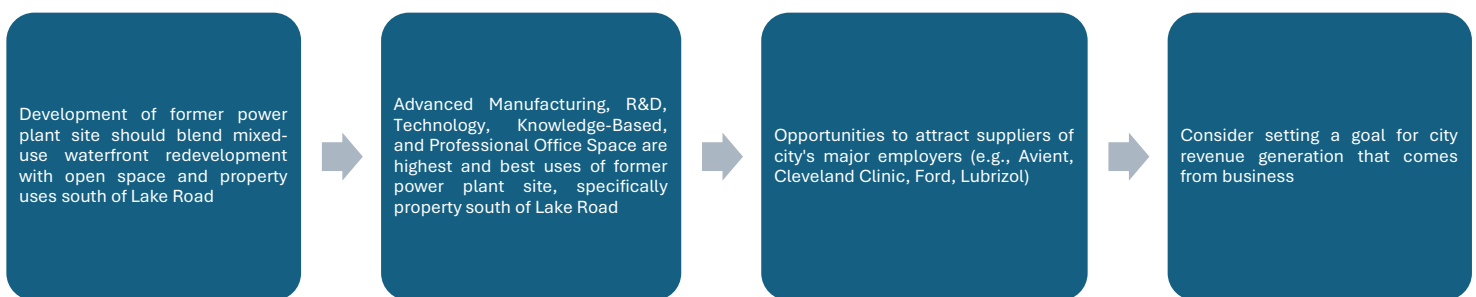 Development of former power
plant site should blend mixed-
use waterfront redevelopment
with open space and property
uses south of Lake Road
Advanced Manufacturing, R&D,
Technology, Knowledge-Based,
and Professional Office Space are
highest and best uses of former
power plant site, specifically
property south of Lake Road
Opportunities to attract suppliers of
city's major employers (e.g., Avient,
Cleveland Clinic, Ford, Lubrizol)
Consider setting a goal for city
revenue generation that comes
from business